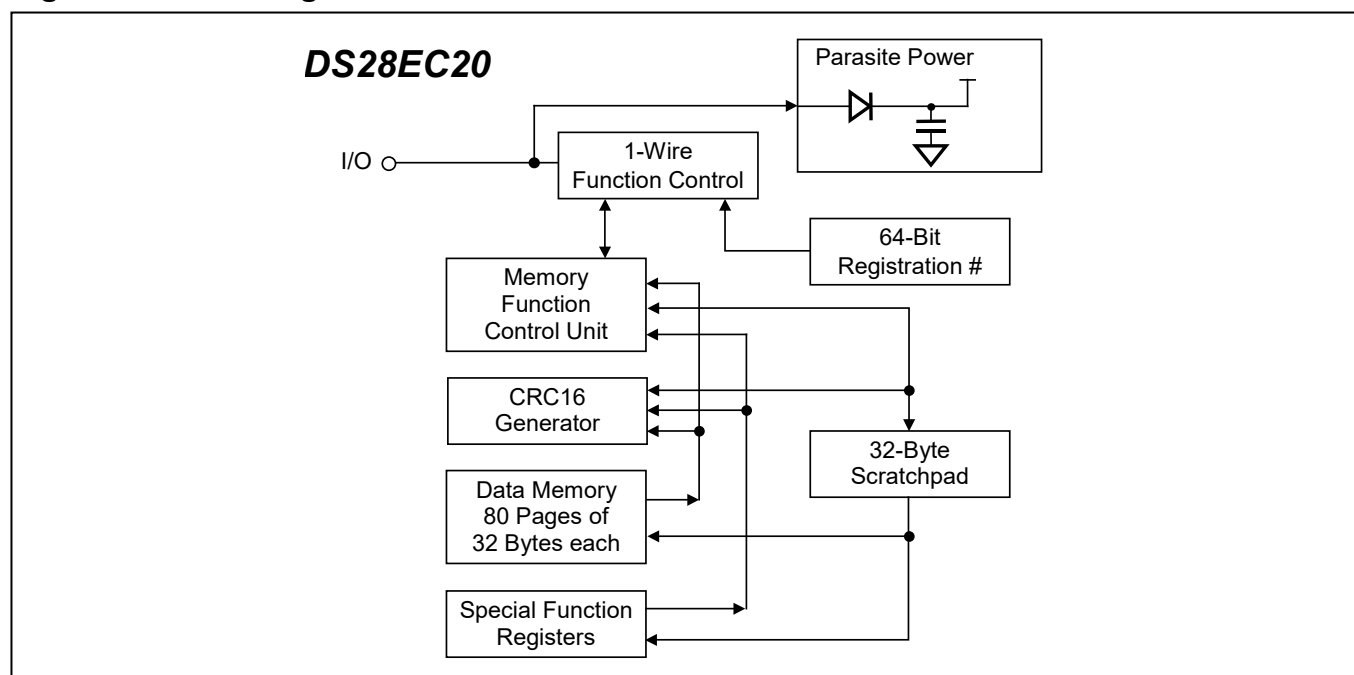 DS28EC20
Parasite Power
I/O
1-Wire
Function Control
64-Bit
Registration #
Memory
Function
Control Unit
CRC16
Generator
32-Byte
Scratchpad
Data Memory
80 Pages of
32 Bytes each
Special Function
Registers